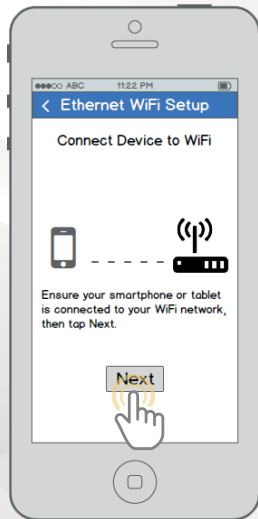 ABC 11:22 PM
< Ethernet WiFi Setup
Connect Device to WiFi
Ensure your smartphone or tablet
is connected to your WiFi network,
then tap Next.
Next